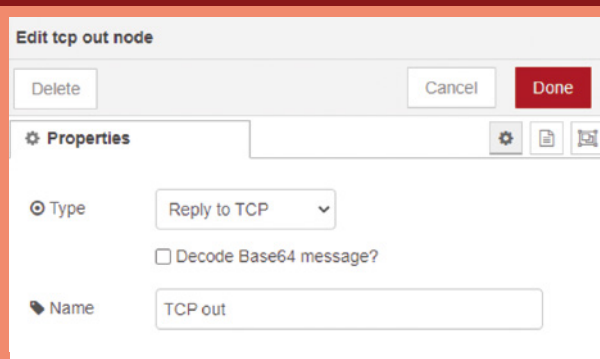 Edit tcp out node
Delete
Cancel
Done
Properties
Type
Reply to TCP
Decode Base64 message?
Name
TCP out